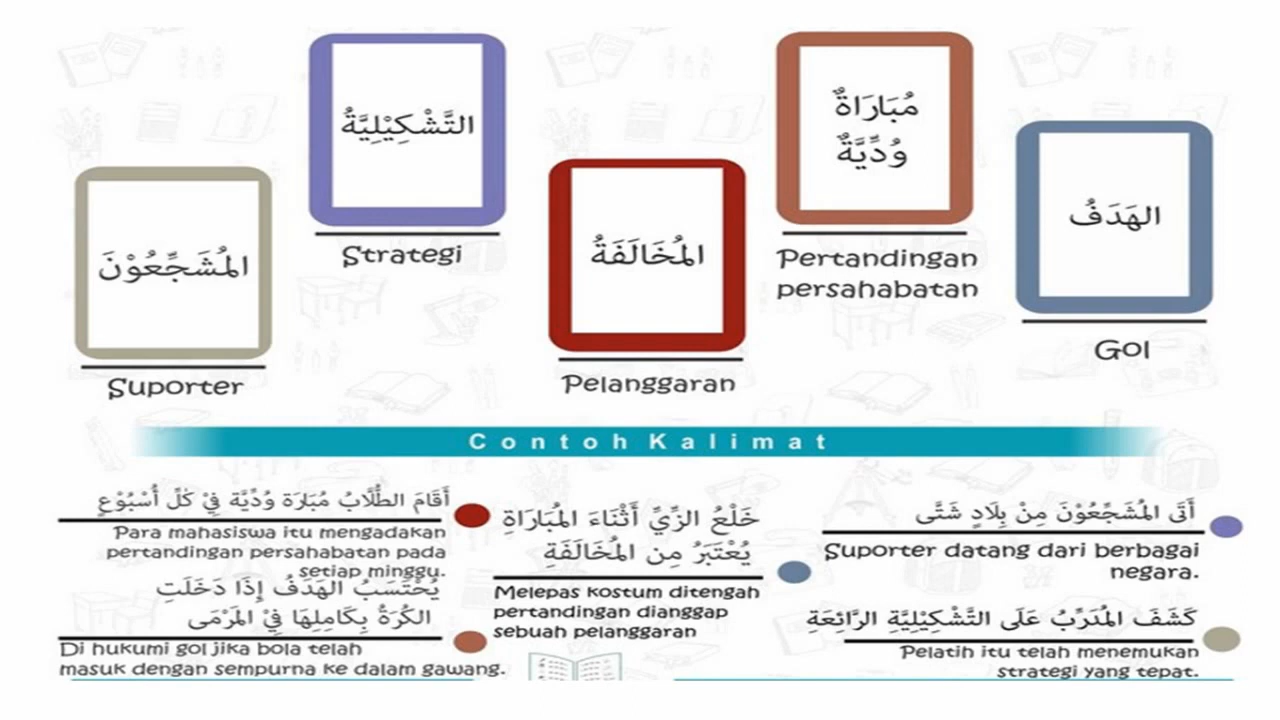 التَّشْكِيْلِيَّةُ
Strategi
مُبَارَاةٌ
وُدِّيَّةٌ
Pertandingan
persahabatan
الهَدَفُ
Gol
المُشَجِّعُوْنَ
Suporter
المُخَالَفَةُ
Pelanggaran
Contoh Kalimat
أَقَامَ الطُّلَّابُ مُبَارَة وُدِّيَّة فِيْ كُلِّ أُسْبُوْعٍ
Para mahasiswa itu mengadakan
pertandingan persahabatan pada
setiap minggu.
يُحْتَسَبُ الهَدَفُ إِذَا دَخَلَتِ
الكُرَةُ بِكَامِلِهَا فِيْ المَرْمَى
Di hukumi gol jika bola telah
masuk dengan sempurna ke dalam gawang.
خَلْعُ الزِّيِّ أَثْنَاءَ المُبَارَاةِ
يُعْتَبَرُ مِن المُخَالَفَةِ
Melepas kostum ditengah
pertandingan dianggap
sebuah pelanggaran
أَتَى المُشَجِّعُوْنَ مِنْ بِلَادٍ شَتَّى
Suporter datang dari berbagai
negara.
كَشَفَ المُدَرِّبُ عَلَى التَّشْكِيْلِيَّةِ الرَّائِعَةِ
Pelatih itu telah menemukan
strategi yang tepat.